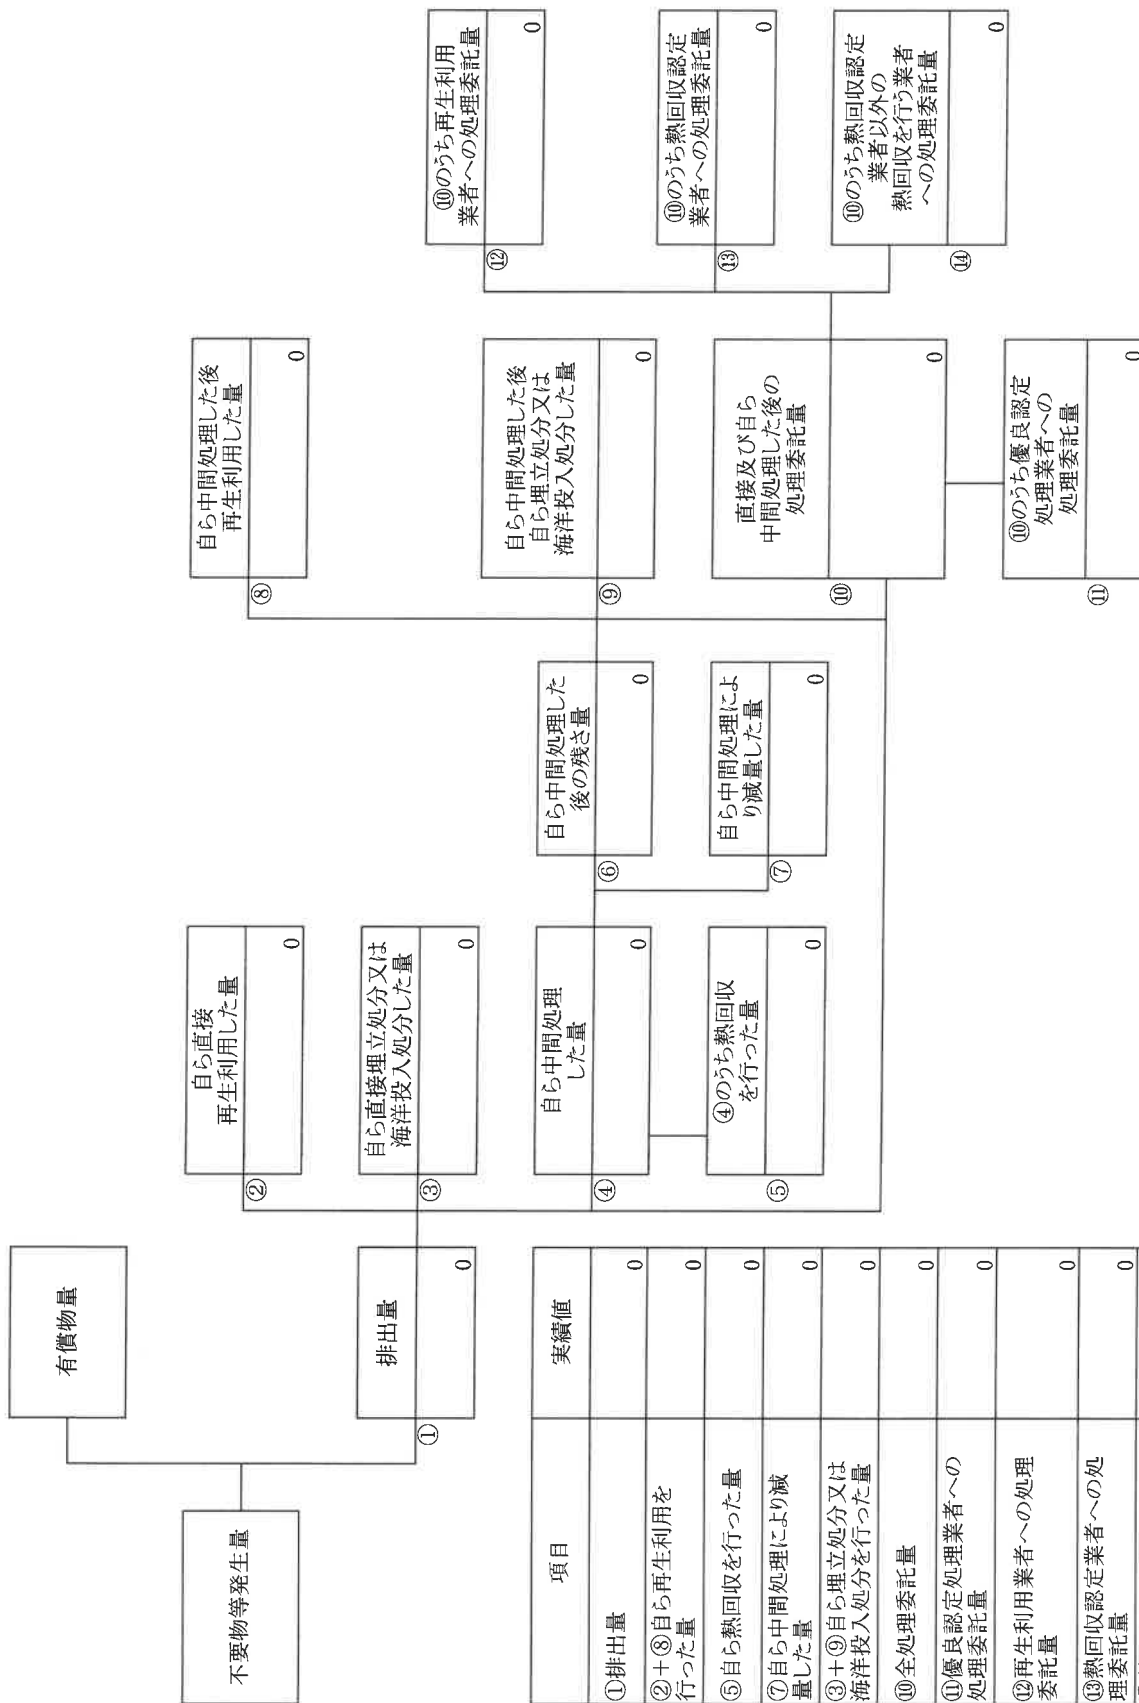 不要物等発生量
有償物量
排出量
①
0
自ら直接
再生利用した量
②
0
自ら直接埋立処分又は
海洋投入処分した量
③
0
自ら中間処理
した量
④
0
④のうち熱回収
を行った量
⑤
0
自ら中間処理した
後の残さ量
⑥
0
自ら中間処理によ
り減量した量
⑦
0
自ら中間処理した後
再生利用した量
⑧
0
自ら中間処理した後
自ら埋立処分又は
海洋投入処分した量
⑨
0
直接及び自ら
中間処理した後の
処理委託量
⑩
0
⑩のうち優良認定
処理業者への
処理委託量
⑪
0
⑩のうち再生利用
業者への処理委託量
⑫
0
⑩のうち熱回収認定
業者への処理委託量
⑬
0
⑩のうち熱回収認定
業者以外の
熱回収を行う業者
への処理委託量
⑭
0
項目
実績値
①排出量
0
②+⑧自ら再生利用を
行った量
0
⑤自ら熱回収を行った量
0
⑦自ら中間処理により減
量した量
0
③+⑨自ら埋立処分又は
海洋投入処分を行った量
0
⑩全処理委託量
0
⑪優良認定処理業者への
処理委託量
0
⑫再生利用業者への処理
委託量
0
⑬熱回収認定業者への処
理委託量
0